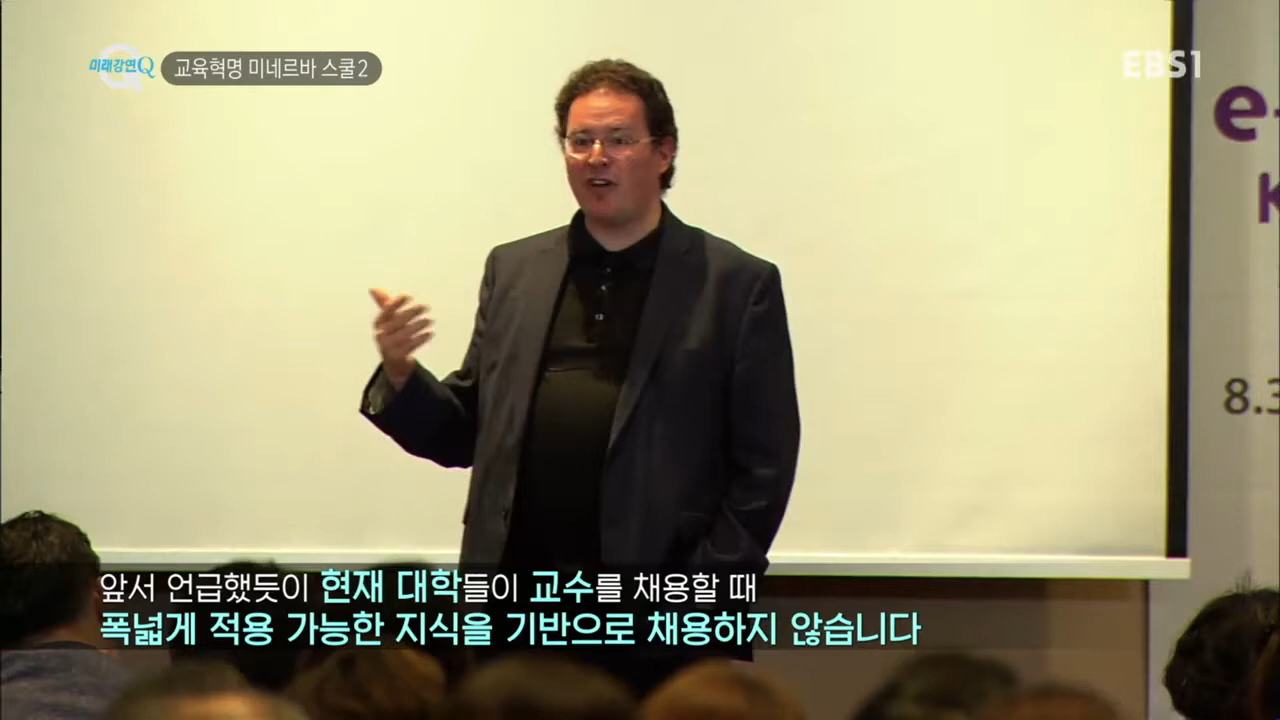 미래강연Q
교육혁명 미네르바 스쿨2
EBS1
e-
K
8.3
앞서 언급했듯이 현재 대학들이 교수를 채용할 때
폭넓게 적용 가능한 지식을 기반으로 채용하지 않습니다